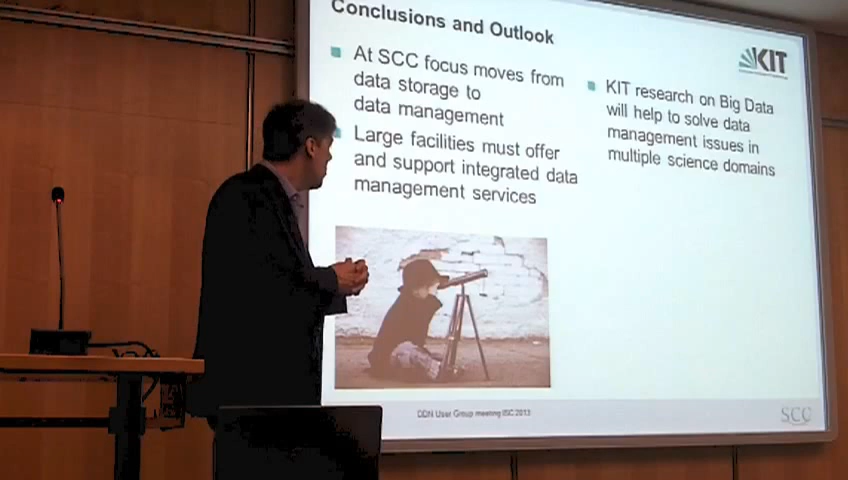 Conclusions and Outlook
At SCC focus moves from
data storage to
data management
Large facilities must offer
and support integrated data
management services
KIT
KIT research on Big Data
will help to solve data
management issues in
multiple science domains
DDN User Group meeting ISC 2013
SCC